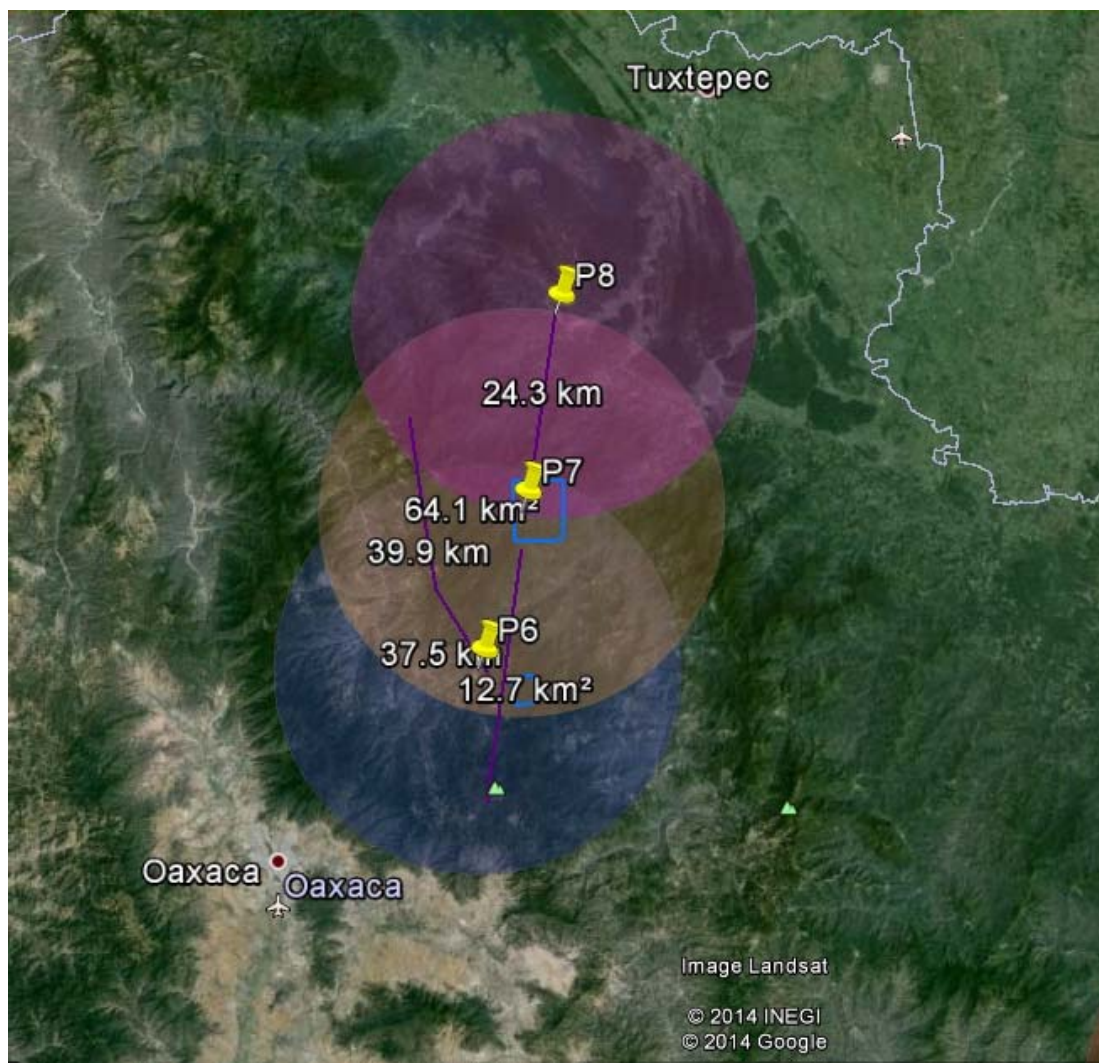 Tuxtepec
P8
24.3 km
P7
64.1 km²
39.9 km
P6
37.5 km
12.7 km²
Oaxaca
Oaxaca
Image Landsat
© 2014 INEGI
© 2014 Google